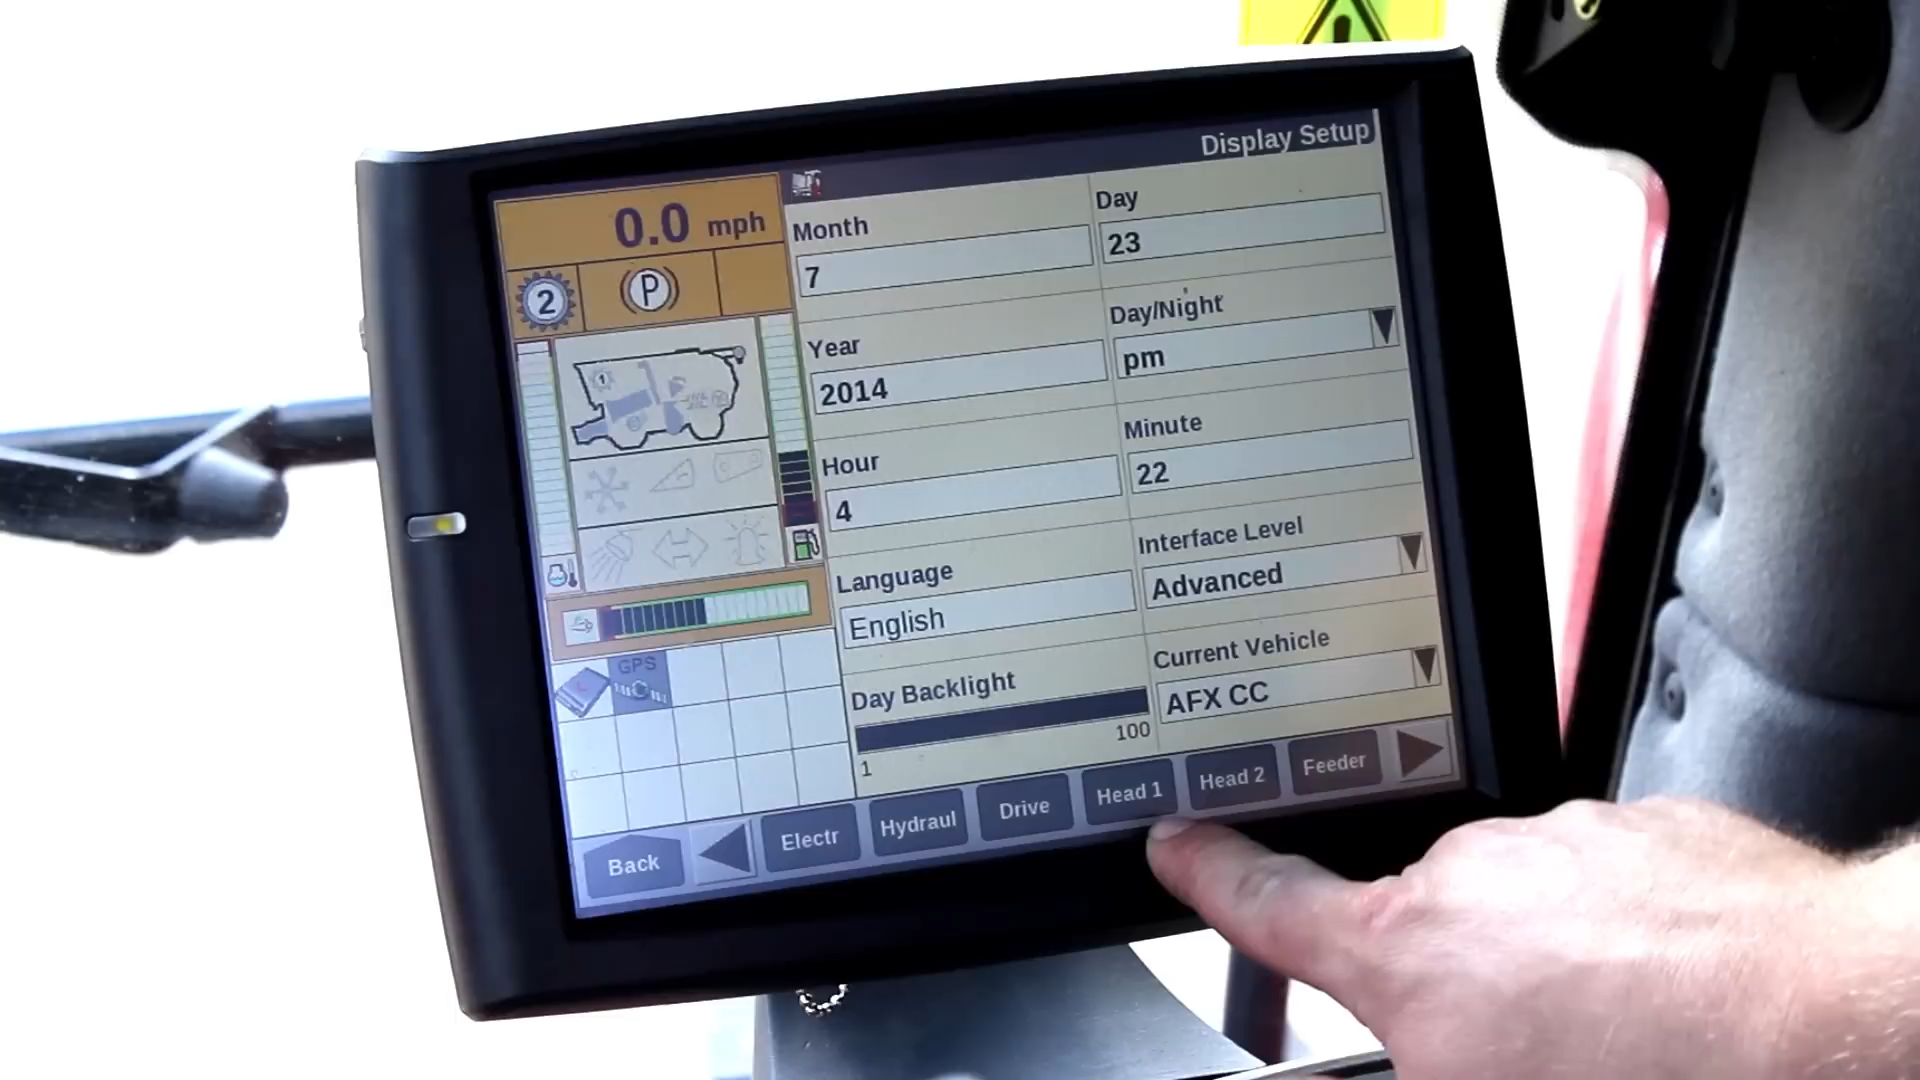 Display Setup
0.0 mph
2
P
1
GPS
Month
7
Day
23
Year
2014
Day/Night
pm
Hour
4
Minute
22
Language
English
Interface Level
Advanced
Day Backlight
1
100
Current Vehicle
AFX CC
Back
Electr
Hydraul
Drive
Head 1
Head 2
Feeder